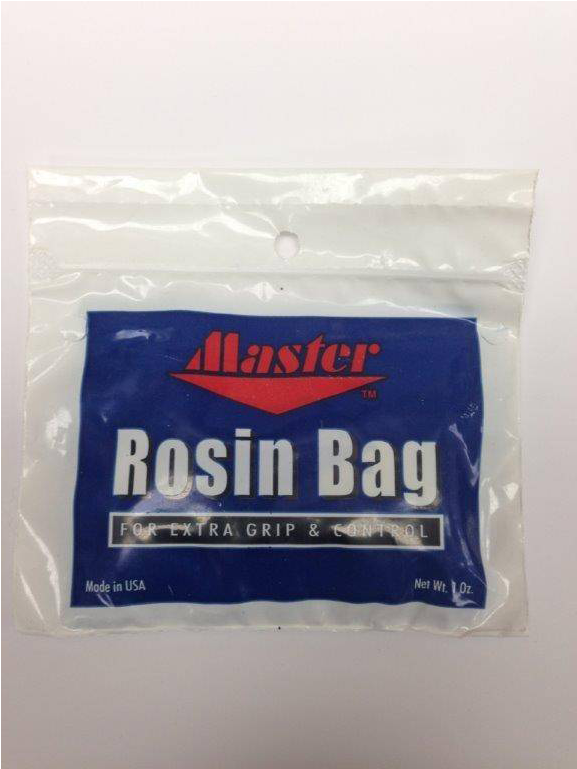 Master
TM
Rosin Bag
FOR EXTRA GRIP & CONTROL
Made in USA
Net Wt. 1 Oz.